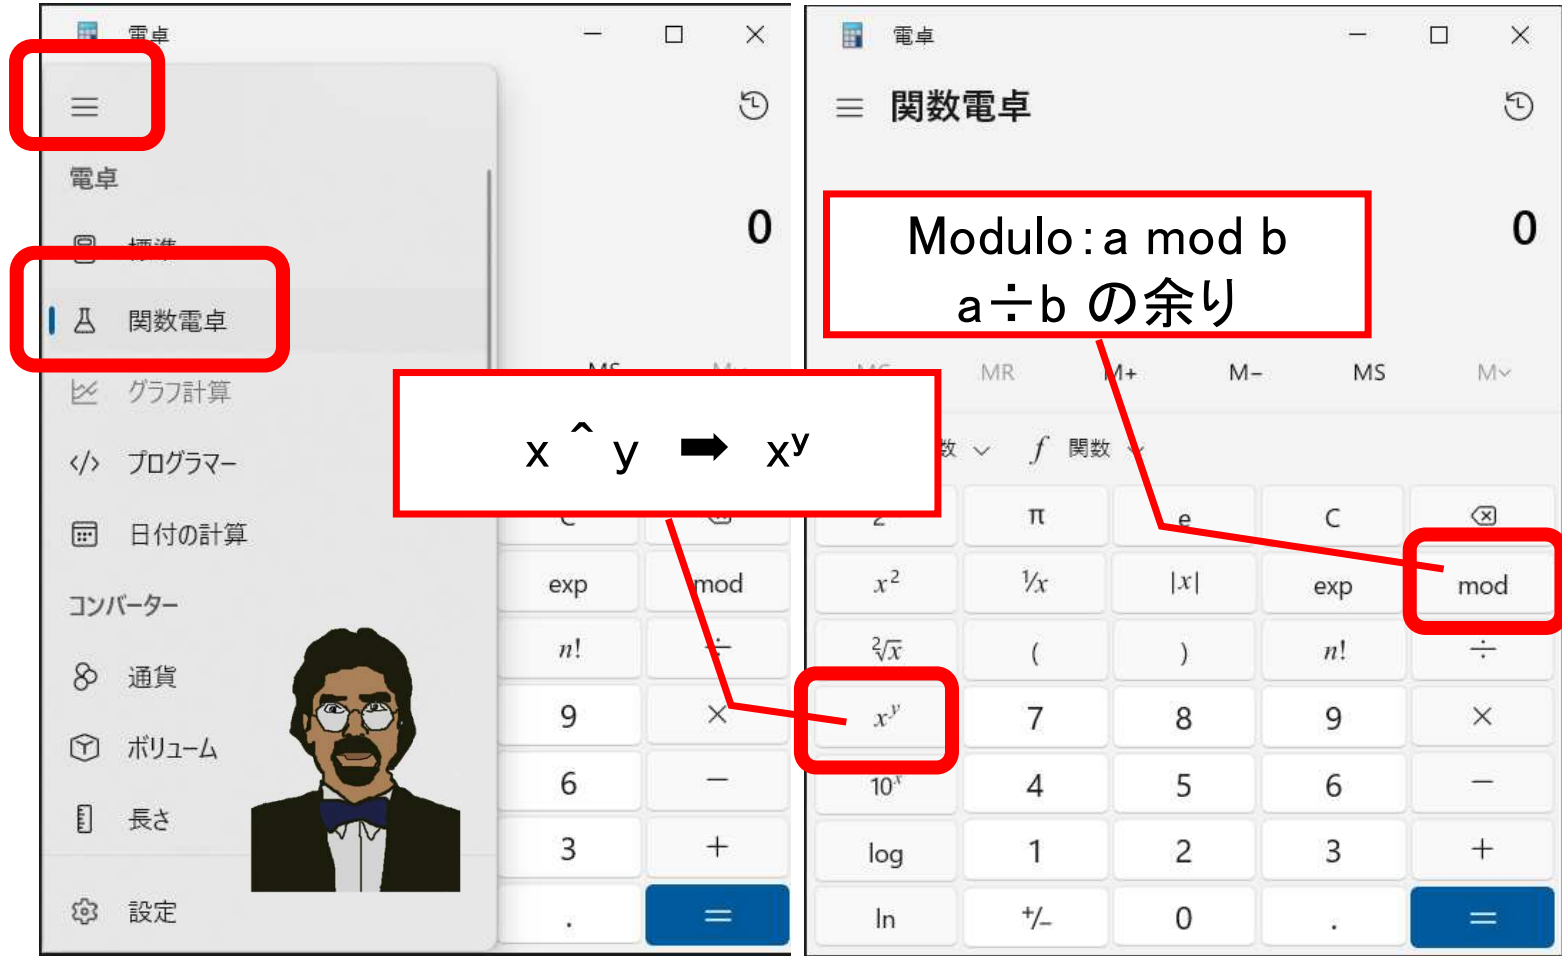 電卓
電卓
標準
関数電卓
グラフ計算
プログラマー
日付の計算
コンバーター
通貨
ボリューム
長さ
設定
0
MS
x ^ y ➡ xʸ
C
exp mod
n! ÷
9 ×
6 −
3 +
. =
電卓
関数電卓
0
Modulo：a mod b
a÷b の余り
MR M+ M− MS M
数 f 関数
π e C
x² ¹/x |x| exp mod
²√x ( ) n! ÷
xʸ 7 8 9 ×
10ˣ 4 5 6 −
log 1 2 3 +
ln +/− 0 . =